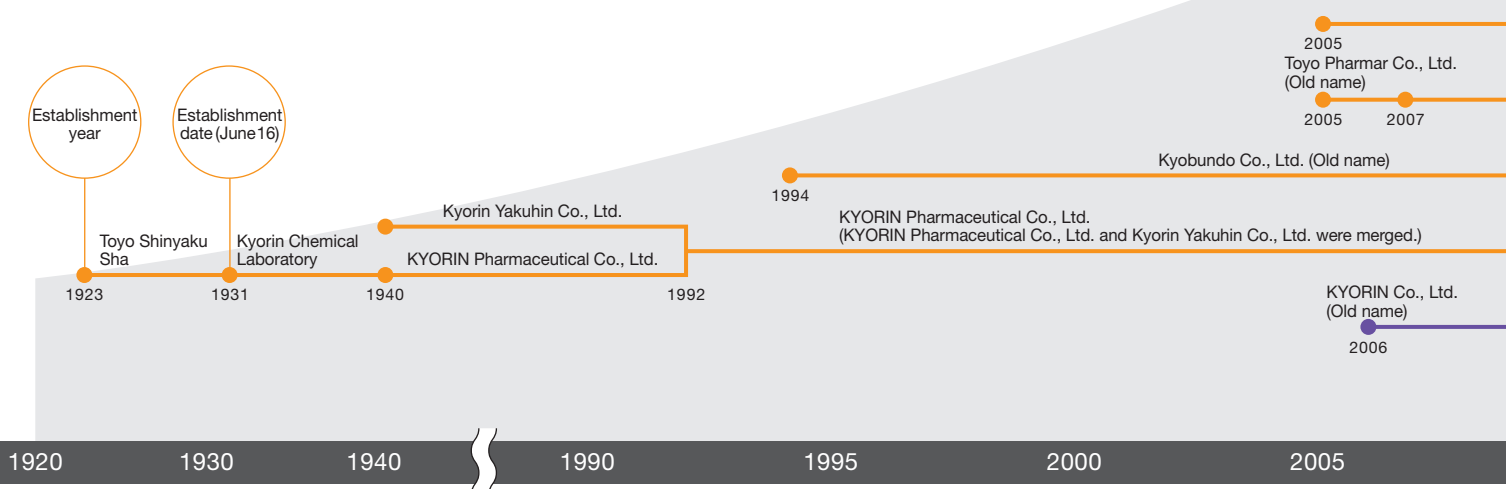 2005
Toyo Pharmar Co., Ltd.
(Old name)
2005
2007
Establishment
year
Establishment
date (June16)
Kyobundo Co., Ltd. (Old name)
1994
Kyorin Yakuhin Co., Ltd.
KYORIN Pharmaceutical Co., Ltd.
(KYORIN Pharmaceutical Co., Ltd. and Kyorin Yakuhin Co., Ltd. were merged.)
Toyo Shinyaku
Sha
Kyorin Chemical
Laboratory
KYORIN Pharmaceutical Co., Ltd.
1923
1931
1940
1992
KYORIN Co., Ltd.
(Old name)
2006
1920
1930
1940
1990
1995
2000
2005